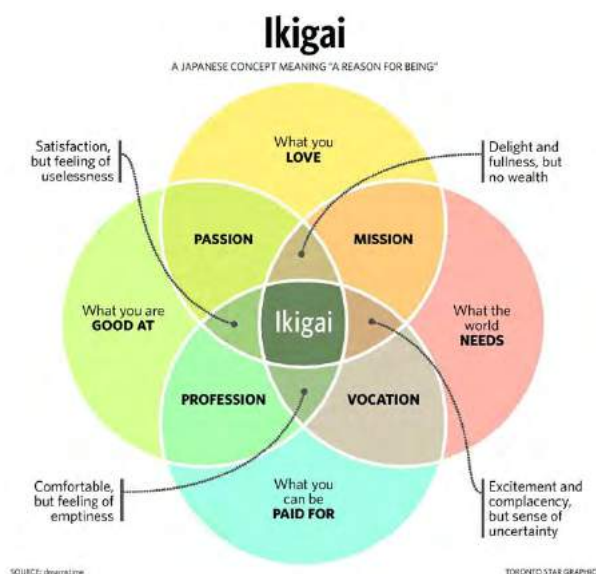 Ikigai
A JAPANESE CONCEPT MEANING "A REASON FOR BEING"
Satisfaction,
but feeling of
uselessness
What you
LOVE
Delight and
fullness, but
no wealth
PASSION
MISSION
What you are
GOOD AT
Ikigai
What the
world
NEEDS
PROFESSION
VOCATION
Comfortable,
but feeling of
emptiness
What you
can be
PAID FOR
Excitement and
complacency,
but sense of
uncertainty
SOURCE: dreamstime
TORONTO STAR GRAPHIC